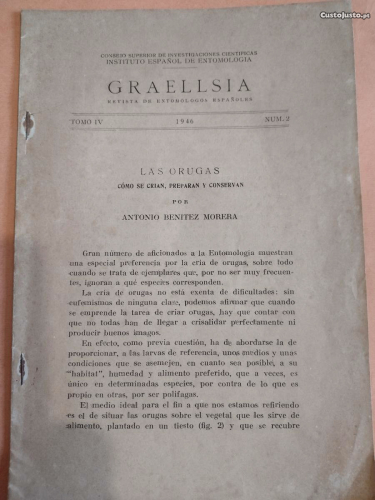 CustoJusto.pt
CONSEJO SUPERIOR DE INVESTIGACIONES CIENTIFICAS
INSTITUTO ESPAÑOL DE ENTOMOLOGIA
GRAELLSIA
REVISTA DE ENTOMOLOGOS ESPAÑOLES
TOMO IV 1946 NUM. 2
LAS ORUGAS
CÓMO SE CRIAN, PREPARAN Y CONSERVAN
POR
ANTONIO BENITEZ MORERA
Gran número de aficionados a la Entomología muestran
una especial preferencia por la cría de orugas, sobre todo
cuando se trata de ejemplares que, por no ser muy frecuen-
tes, ignoran a qué especies corresponden.
La cría de orugas no está exenta de dificultades: sin
eufemismos de ninguna clase, podemos afirmar que cuando
se emprende la tarea de criar orugas, hay que contar con
que no todas han de llegar a crisalidar perfectamente ni
producir buenos imagos.
En efecto, como previa cuestión, ha de abordarse la de
proporcionar, a las larvas de referencia, unos medios y unas
condiciones que se asemejen, en cuanto sea posible, a su
"habitat", humedad y alimento preferido, que a veces, es
único en determinadas especies, por contra de lo que es
propio en otras, por ser polífagas.
El medio ideal para el fin a que nos estamos refiriendo
es el de situar las orugas sobre el vegetal que les sirve de
alimento, plantado en un tiesto (fig. 2) y que se recubre